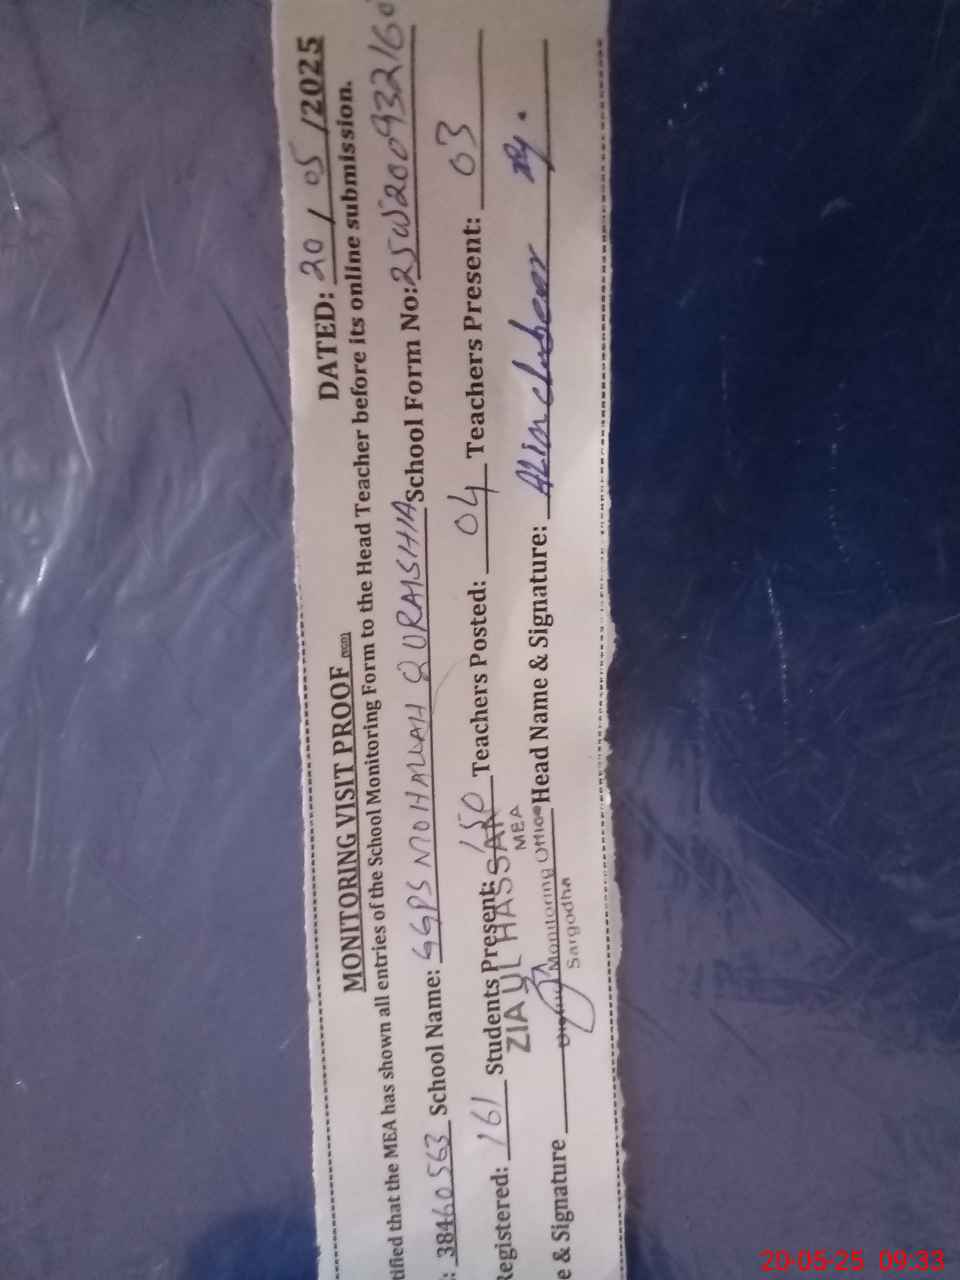 MONITORING VISIT PROOF
DATED: 20 / 05 /2025
tified that the MEA has shown all entries of the School Monitoring Form to the Head Teacher before its online submission.
: 38460563 School Name: GGPS MOHALLAH QURAISHIA School Form No:
Registered: 161 Students Present: 150 Teachers Posted: 04 Teachers Present: 03
ZIA UL HASSAN
MEA
e & Signature Head Name & Signature:
Monitoring Office
Sargodha
20-05-25 09:33